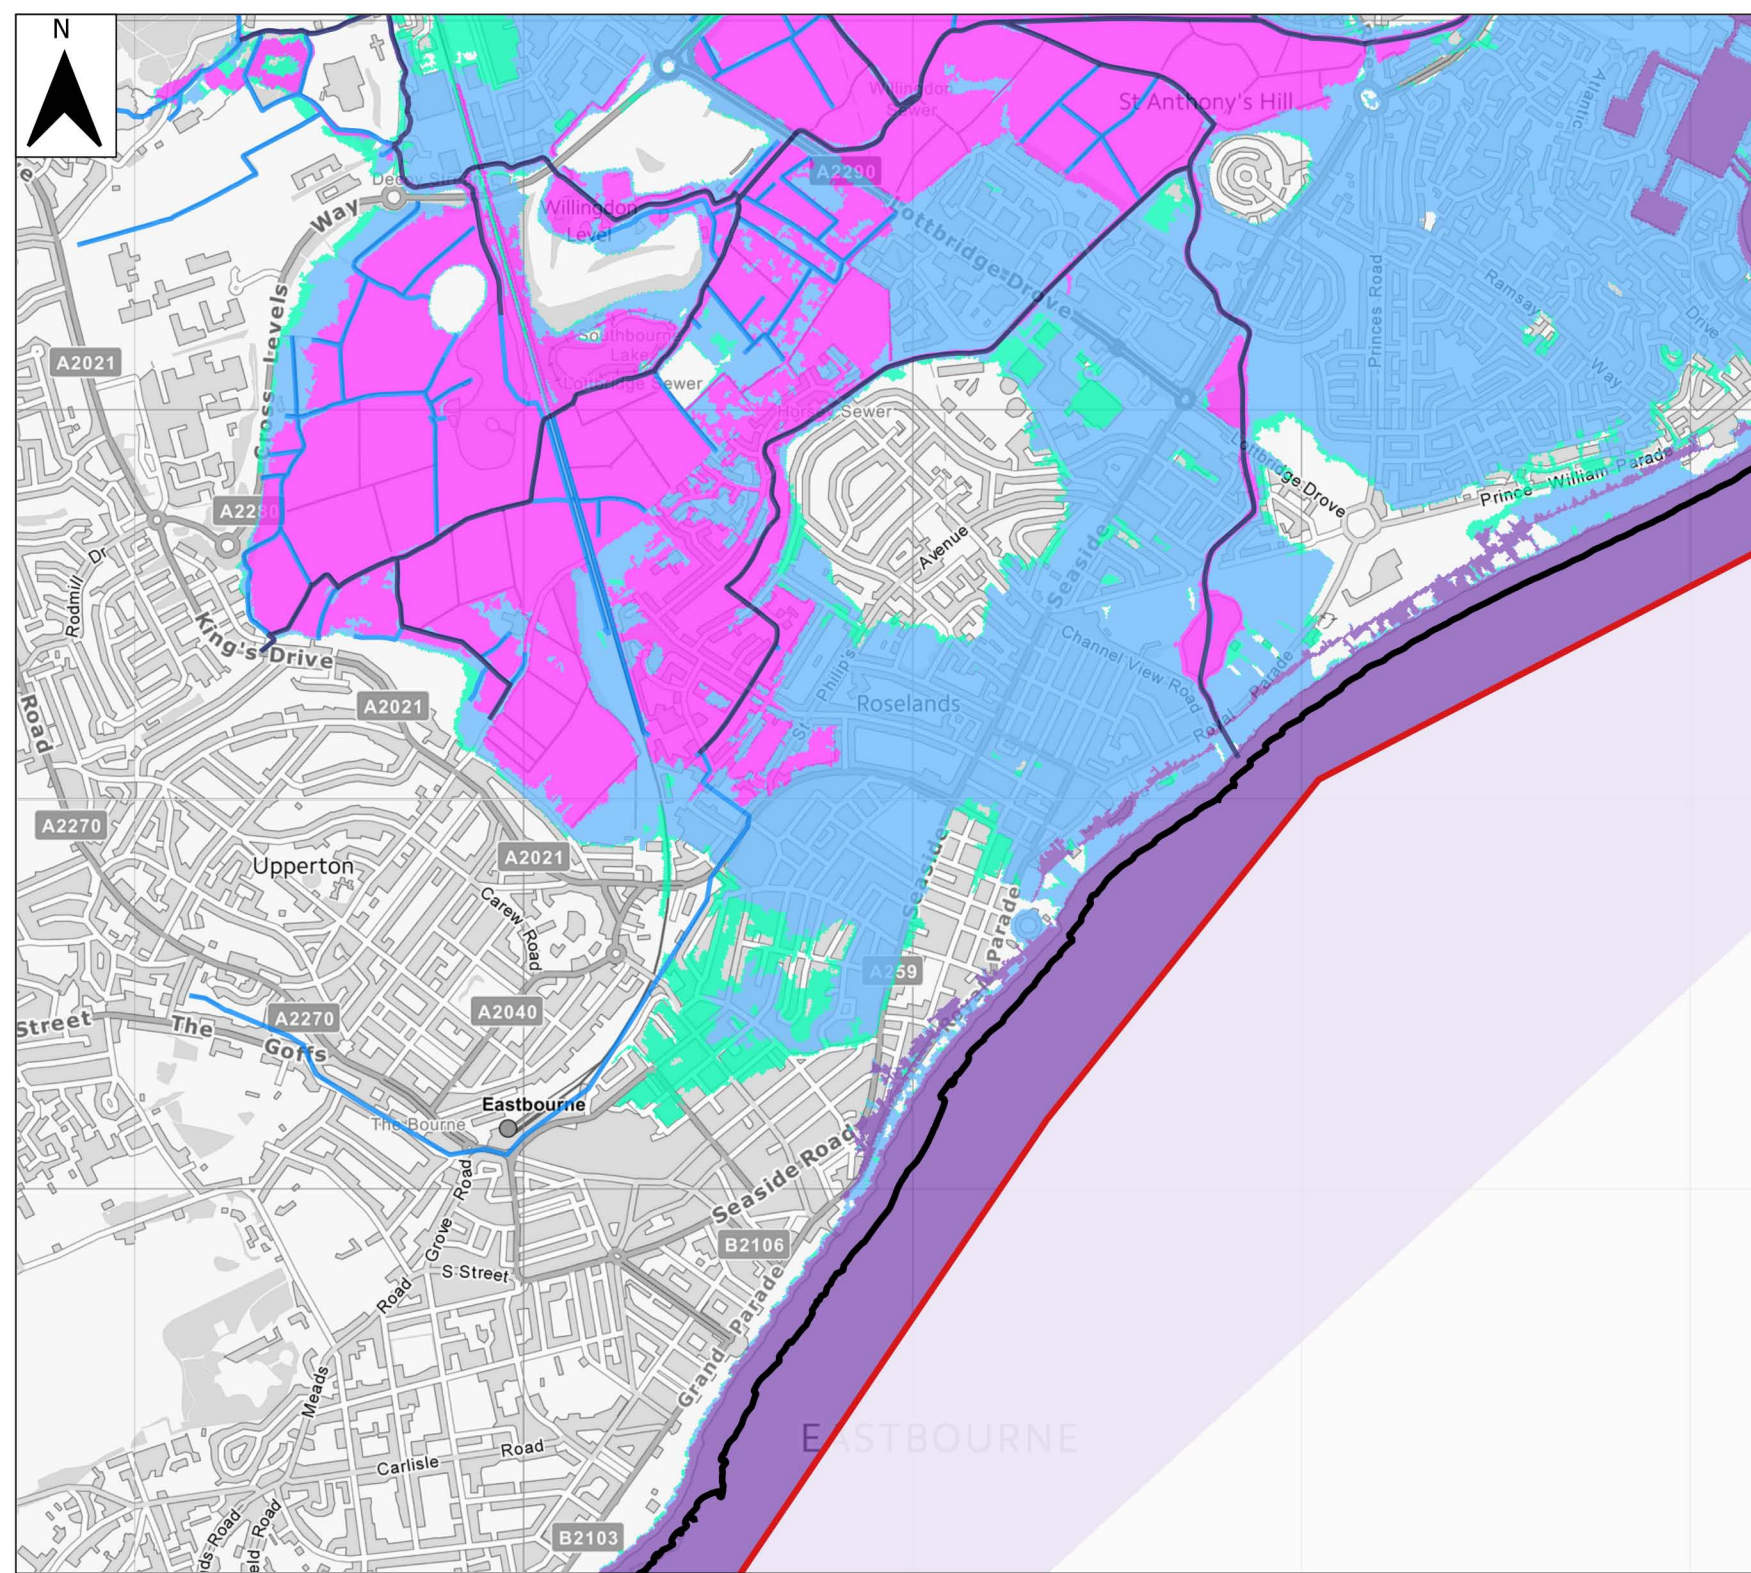 N
Willingdon
Sewer
St Anthony's Hill
Atlantic
A2290
Way
Willingdon
Level
Lottbridge Drove
Princes Road
Ramsay
Way
Drive
Cross Levels
Southbourne
Lake
Lottbridge Sewer
A2021
Horsey Sewer
Lottbridge Drove
Prince William Parade
A2280
Rodmill Dr
Avenue
Seaside
King's Drive
Channel View Road
St Philip's
Roselands
A2021
Road
Royal Parade
A2270
Upperton
A2021
Seaside
Carew Road
Parade
A259
Royal
A2040
A2270
Street
The
Goffs
Eastbourne
The Bourne
Seaside Road
Grove Road
B2106
S Street
Road
Grand Parade
Meads
EASTBOURNE
Carlisle
Road
B2103